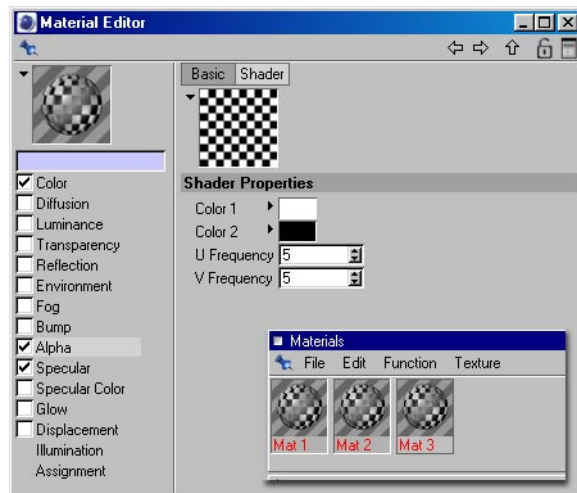 Material Editor
Basic Shader
Shader Properties
Color 1
Color 2
U Frequency 5
V Frequency 5
Color
Diffusion
Luminance
Transparency
Reflection
Environment
Fog
Bump
Alpha
Specular
Specular Color
Glow
Displacement
Illumination
Assignment
Materials
File Edit Function Texture
Mat 1 Mat 2 Mat 3